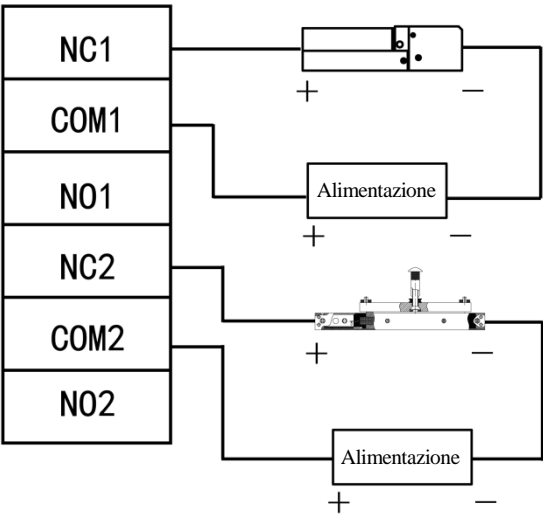 NC1
+ −
COM1
NO1
Alimentazione
+ −
NC2
COM2
+ −
NO2
Alimentazione
+ −